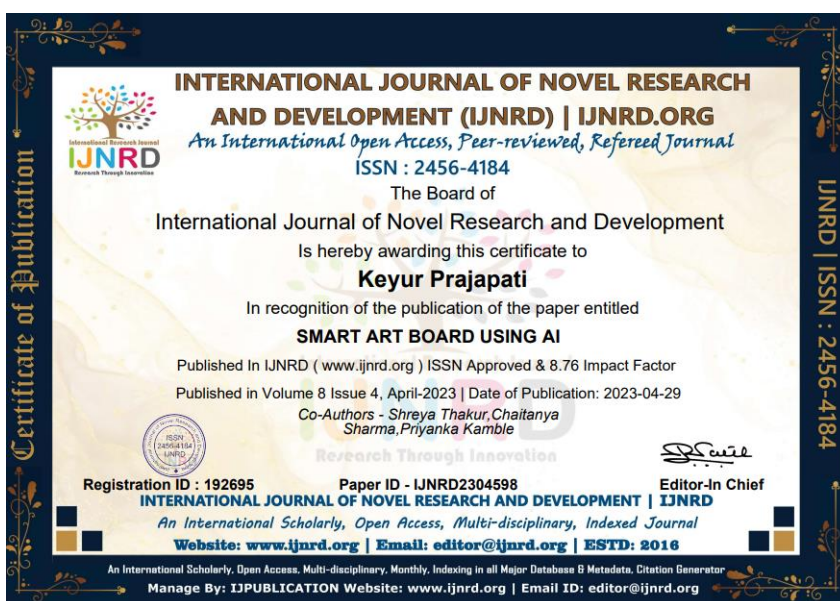 INTERNATIONAL JOURNAL OF NOVEL RESEARCH
AND DEVELOPMENT (IJNRD) | IJNRD.ORG
An International Open Access, Peer-reviewed, Refereed Journal
ISSN : 2456-4184
International Research Journal
IJNRD
Research Through Innovation
The Board of
International Journal of Novel Research and Development
Is hereby awarding this certificate to
Keyur Prajapati
In recognition of the publication of the paper entitled
SMART ART BOARD USING AI
Published In IJNRD ( www.ijnrd.org ) ISSN Approved & 8.76 Impact Factor
Published in Volume 8 Issue 4, April-2023 | Date of Publication: 2023-04-29
Co-Authors - Shreya Thakur,Chaitanya
Sharma,Priyanka Kamble
Research Through Innovation
ISSN
2456-4184
IJNRD
Registration ID : 192695 Paper ID - IJNRD2304598 Editor-In Chief
INTERNATIONAL JOURNAL OF NOVEL RESEARCH AND DEVELOPMENT | IJNRD
An International Scholarly, Open Access, Multi-disciplinary, Indexed Journal
Website: www.ijnrd.org | Email: editor@ijnrd.org | ESTD: 2016
An International Scholarly, Open Access, Multi-disciplinary, Monthly, Indexing in all Major Database & Metadata, Citation Generator
Manage By: IJPUBLICATION Website: www.ijnrd.org | Email ID: editor@ijnrd.org
Certificate of Publication
IJNRD | ISSN : 2456-4184